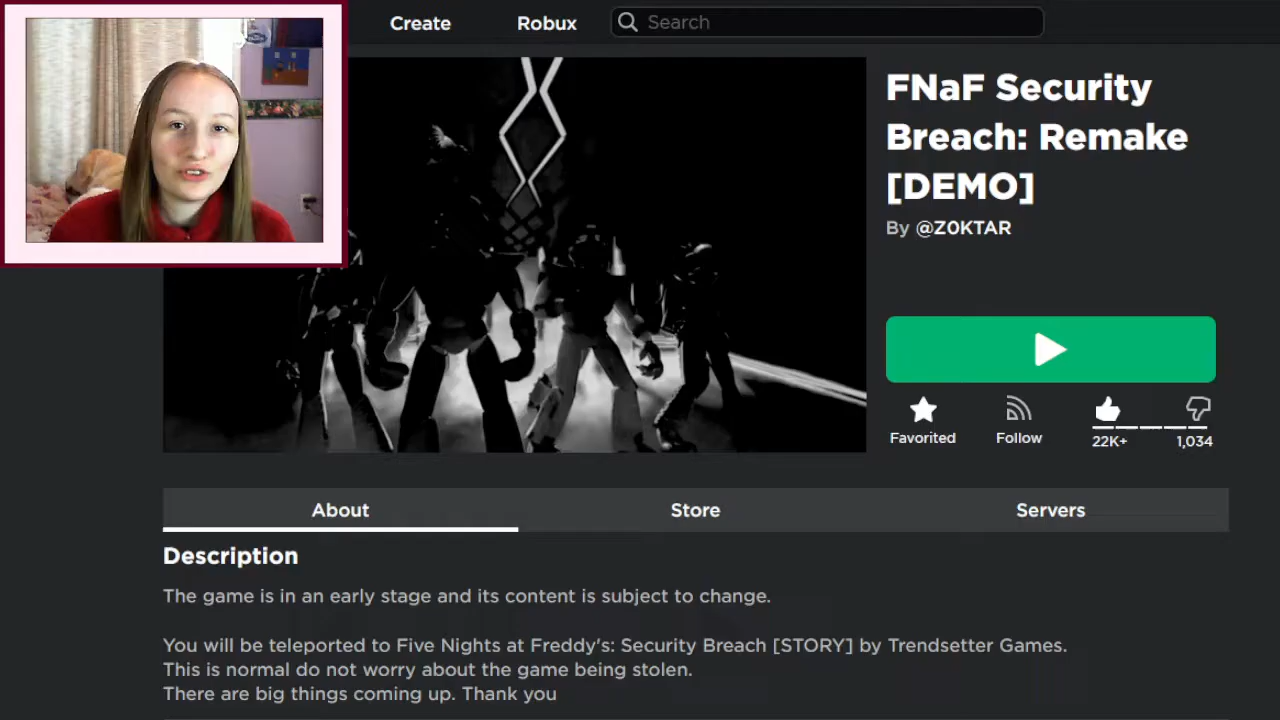 Create
Robux
Search
FNaF Security
Breach: Remake
[DEMO]
By @Z0KTAR
Favorited
Follow
22K+
1,034
About
Store
Servers
Description
The game is in an early stage and its content is subject to change.
You will be teleported to Five Nights at Freddy's: Security Breach [STORY] by Trendsetter Games.
This is normal do not worry about the game being stolen.
There are big things coming up. Thank you